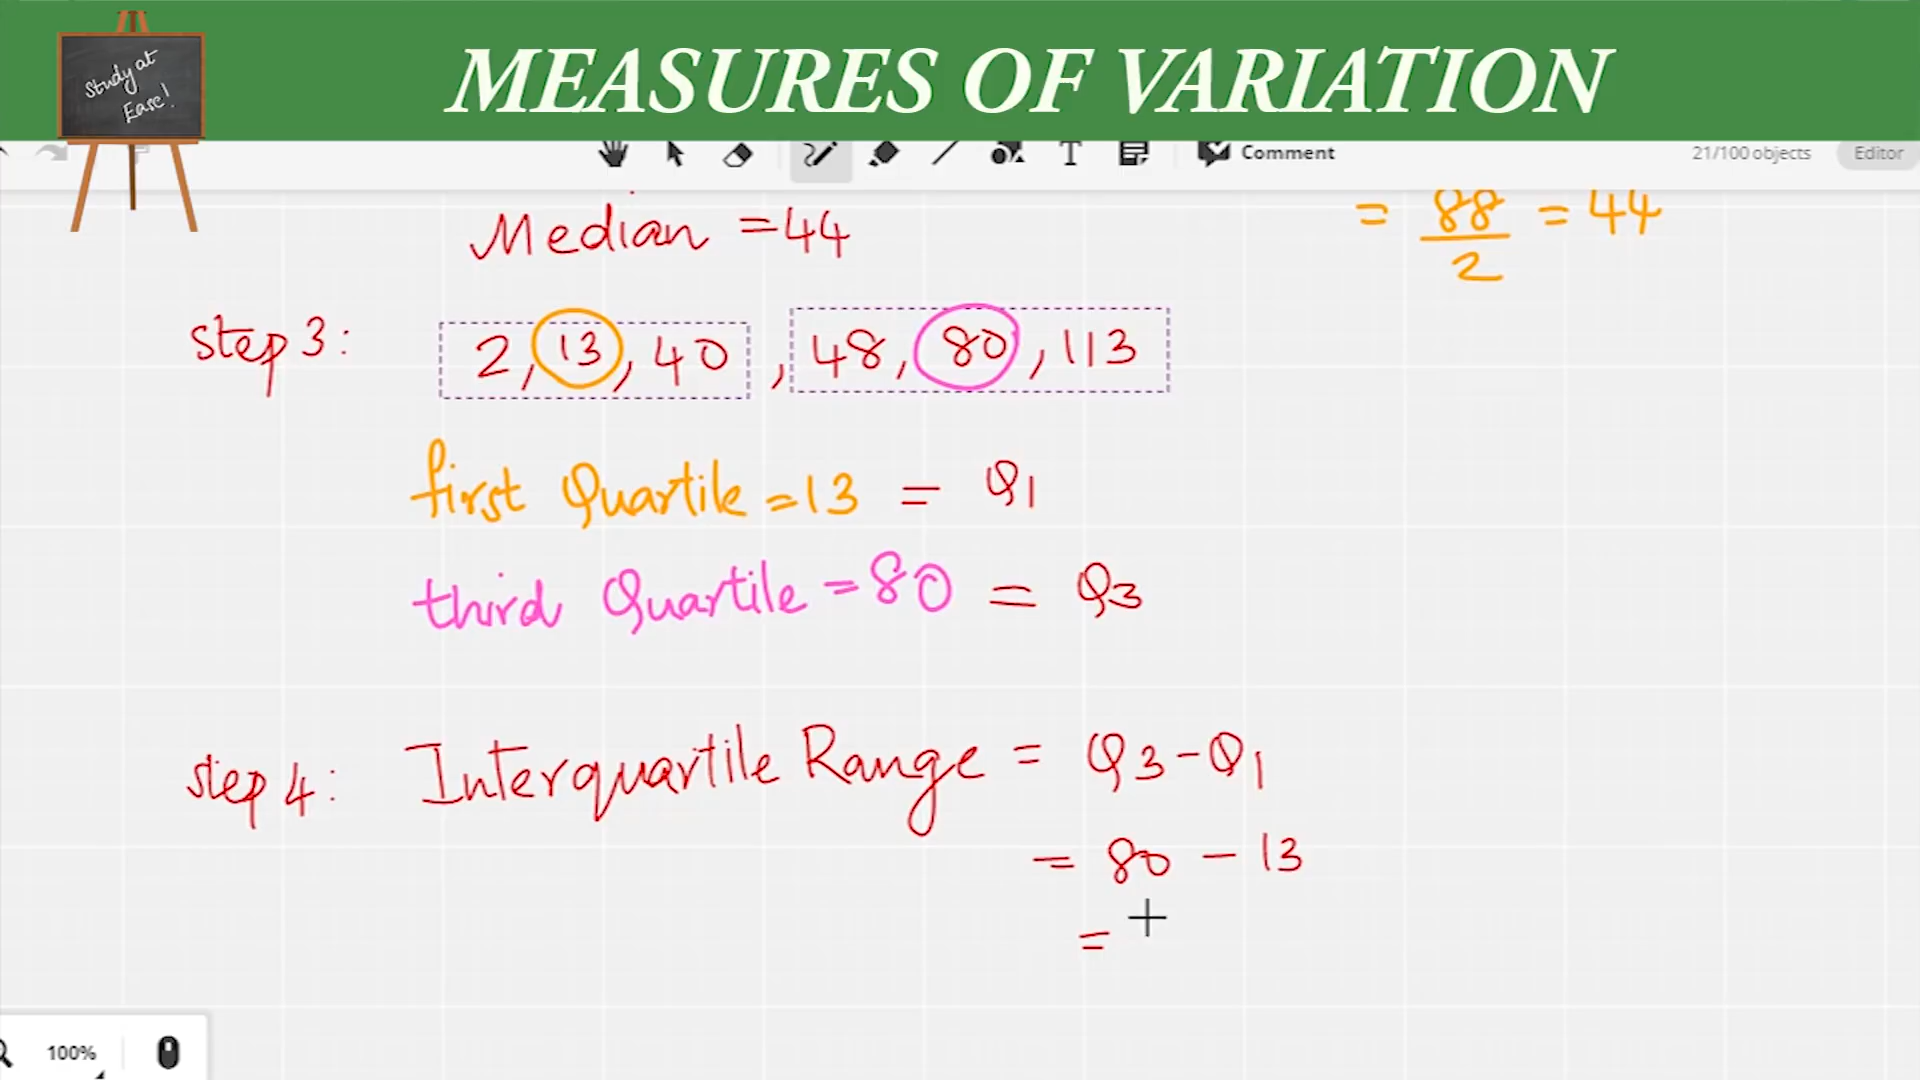 Study at
Ease!
MEASURES OF VARIATION
T Comment 21/100 objects Editor
Median = 44
= 88/2 = 44
Step 3: 2, 13, 40, 48, 80, 113
first Quartile = 13 = Q1
third Quartile = 80 = Q3
Step 4: Interquartile Range = Q3 - Q1
= 80 - 13
=
100%